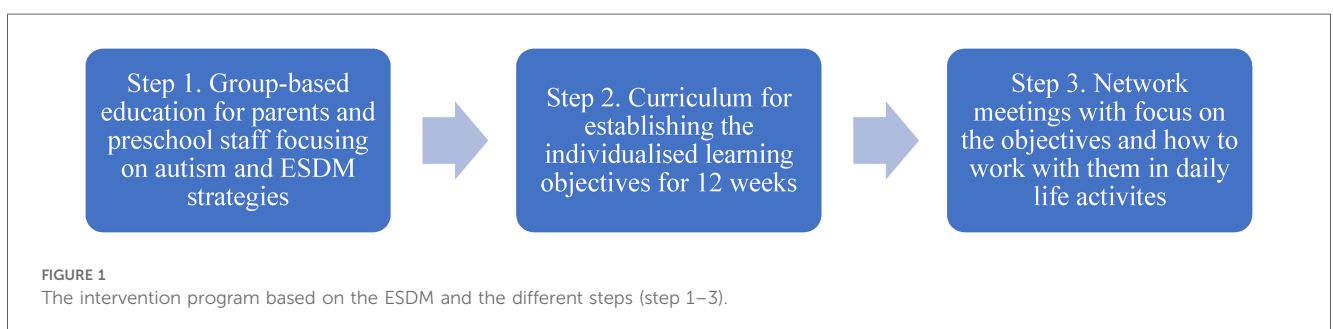 Step 1. Group-based
education for parents and
preschool staff focusing
on autism and ESDM
strategies
Step 2. Curriculum for
establishing the
individualised learning
objectives for 12 weeks
Step 3. Network
meetings with focus on
the objectives and how to
work with them in daily
life activites
FIGURE 1
The intervention program based on the ESDM and the different steps (step 1–3).